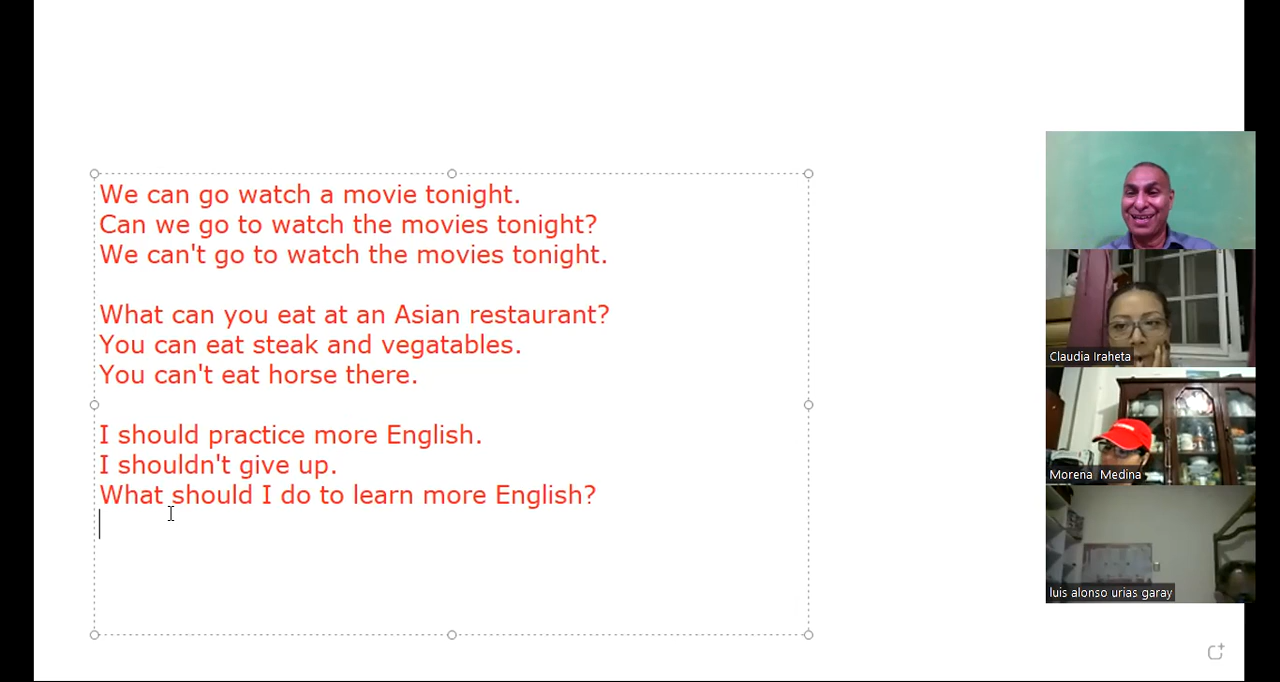 We can go watch a movie tonight.
Can we go to watch the movies tonight?
We can't go to watch the movies tonight.
What can you eat at an Asian restaurant?
You can eat steak and vegatables.
You can't eat horse there.
I should practice more English.
I shouldn't give up.
What should I do to learn more English?
Claudia Iraheta
Morena Medina
luis alonso urias garay